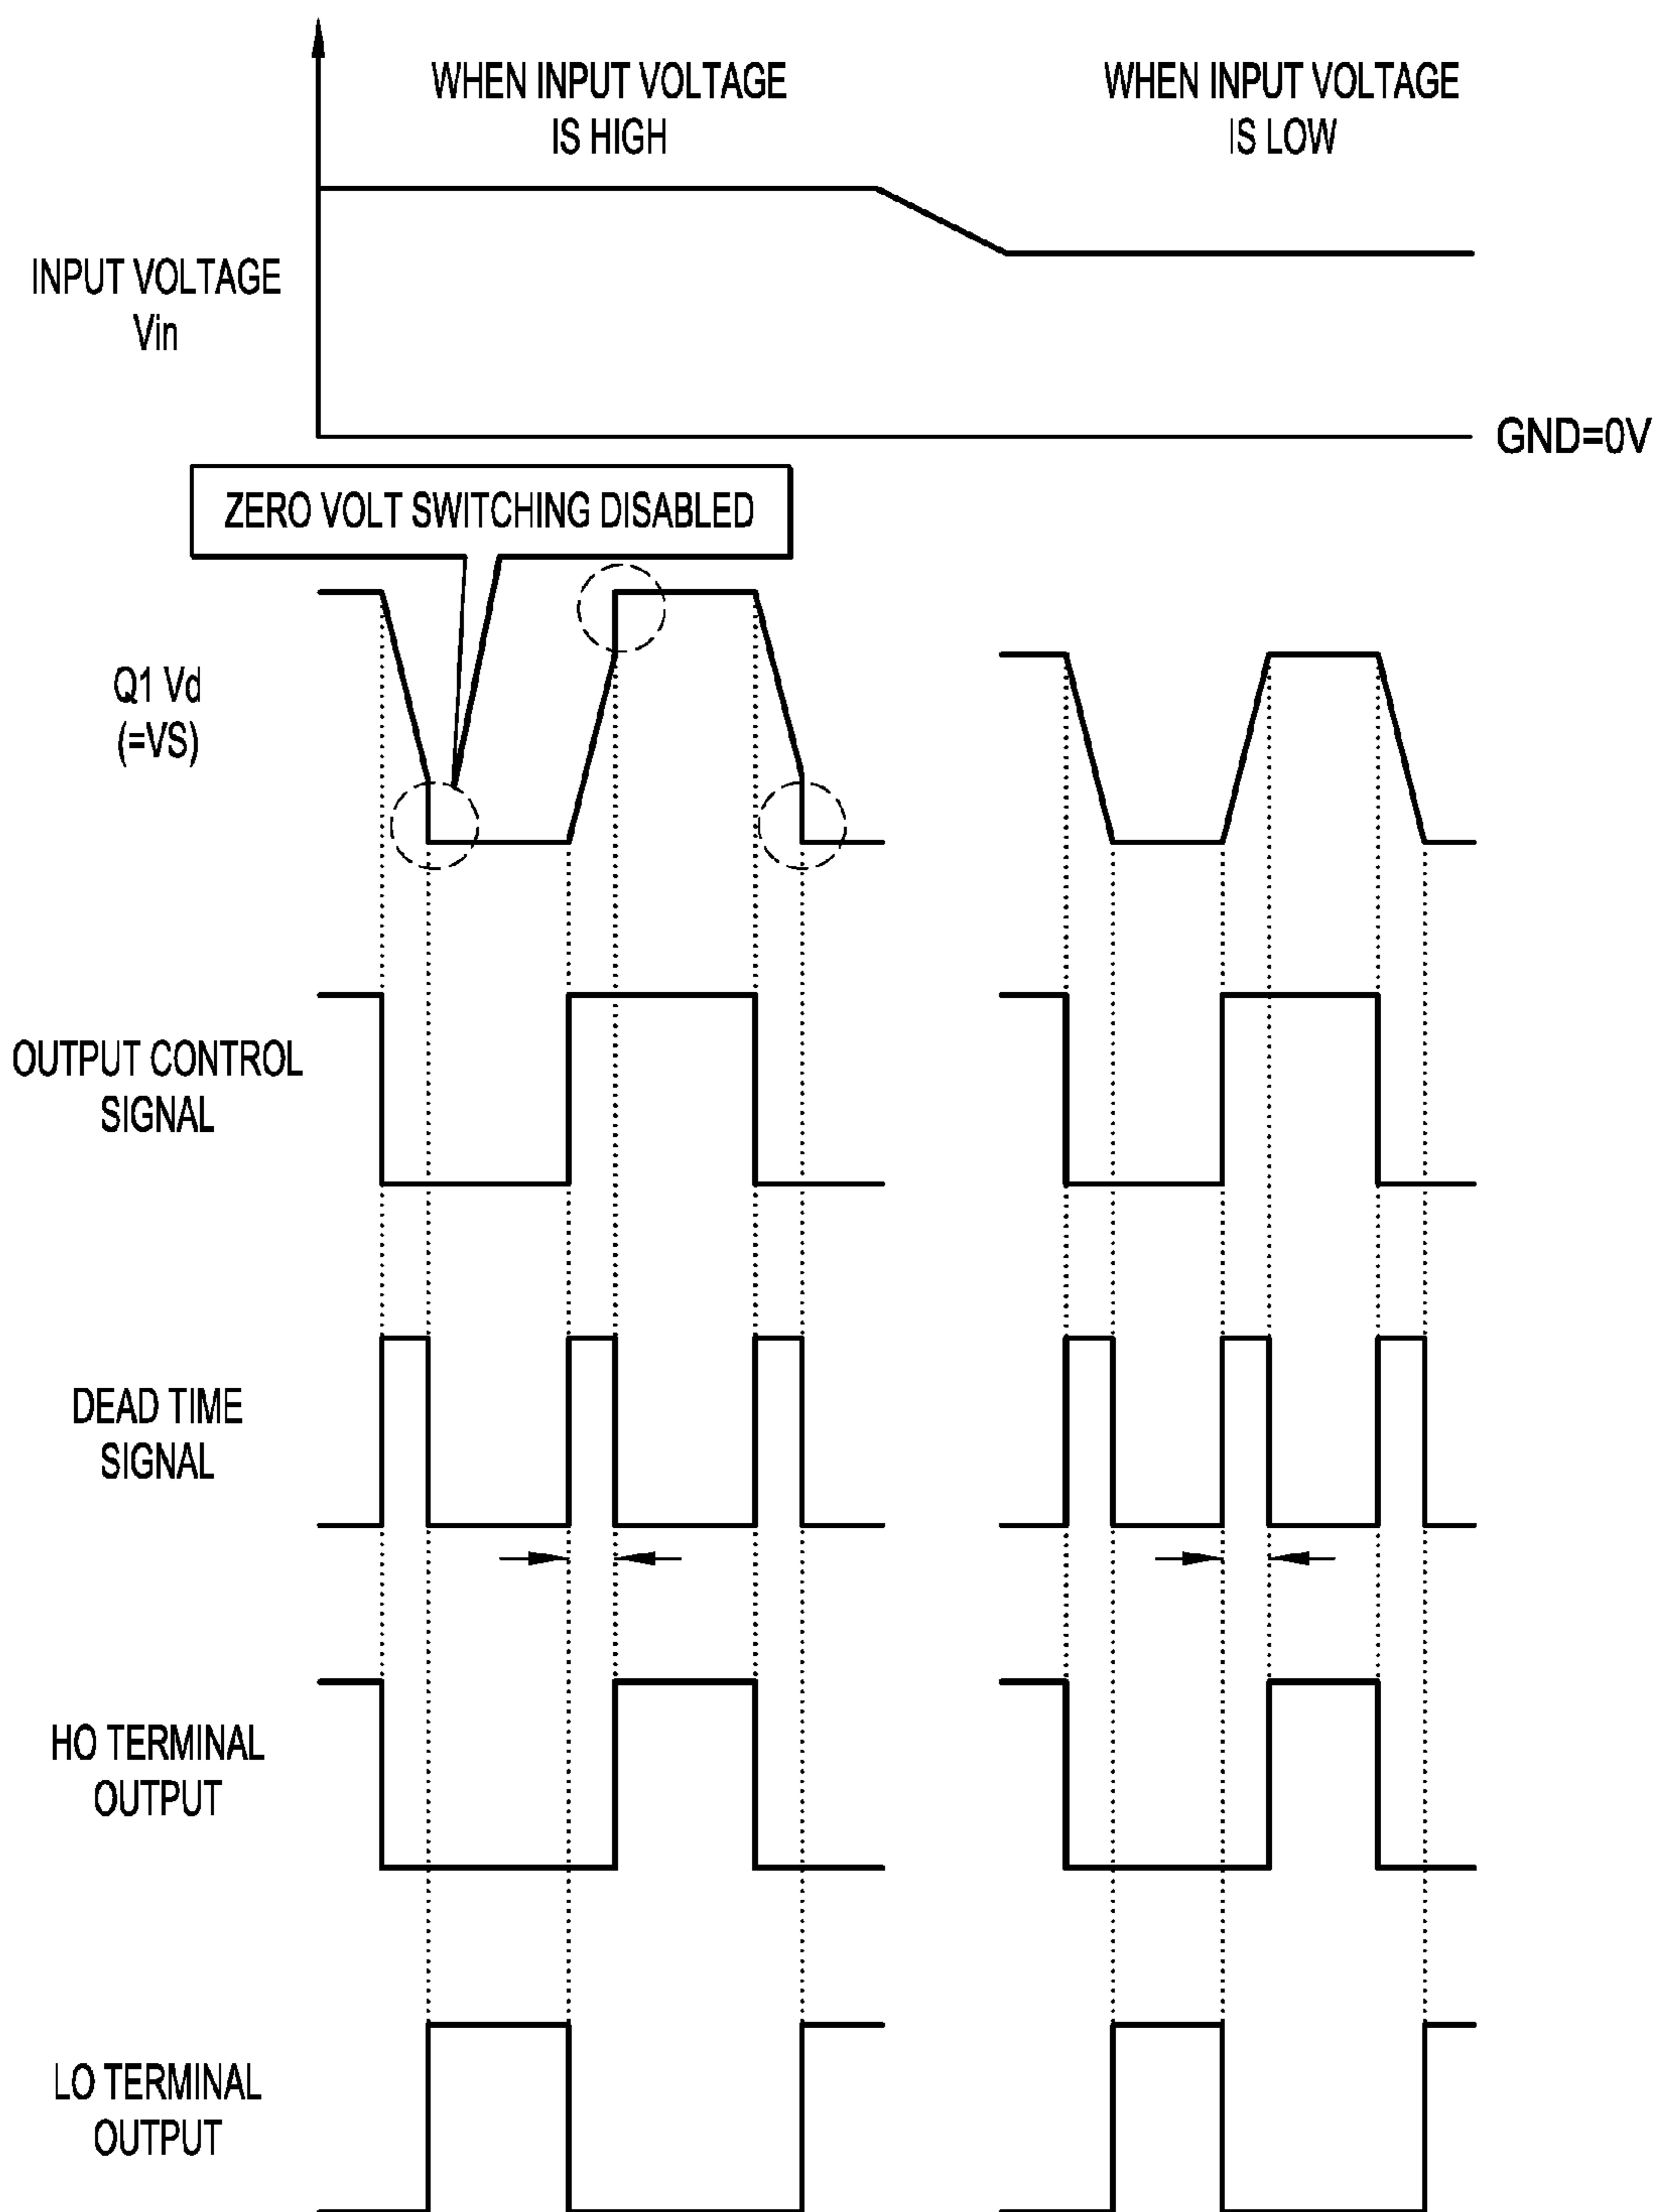 WHEN INPUT VOLTAGE
IS HIGH
WHEN INPUT VOLTAGE
IS LOW
INPUT VOLTAGE
Vin
GND=0V
ZERO VOLT SWITCHING DISABLED
Q1 Vd
(=VS)
OUTPUT CONTROL
SIGNAL
DEAD TIME
SIGNAL
HO TERMINAL
OUTPUT
LO TERMINAL
OUTPUT